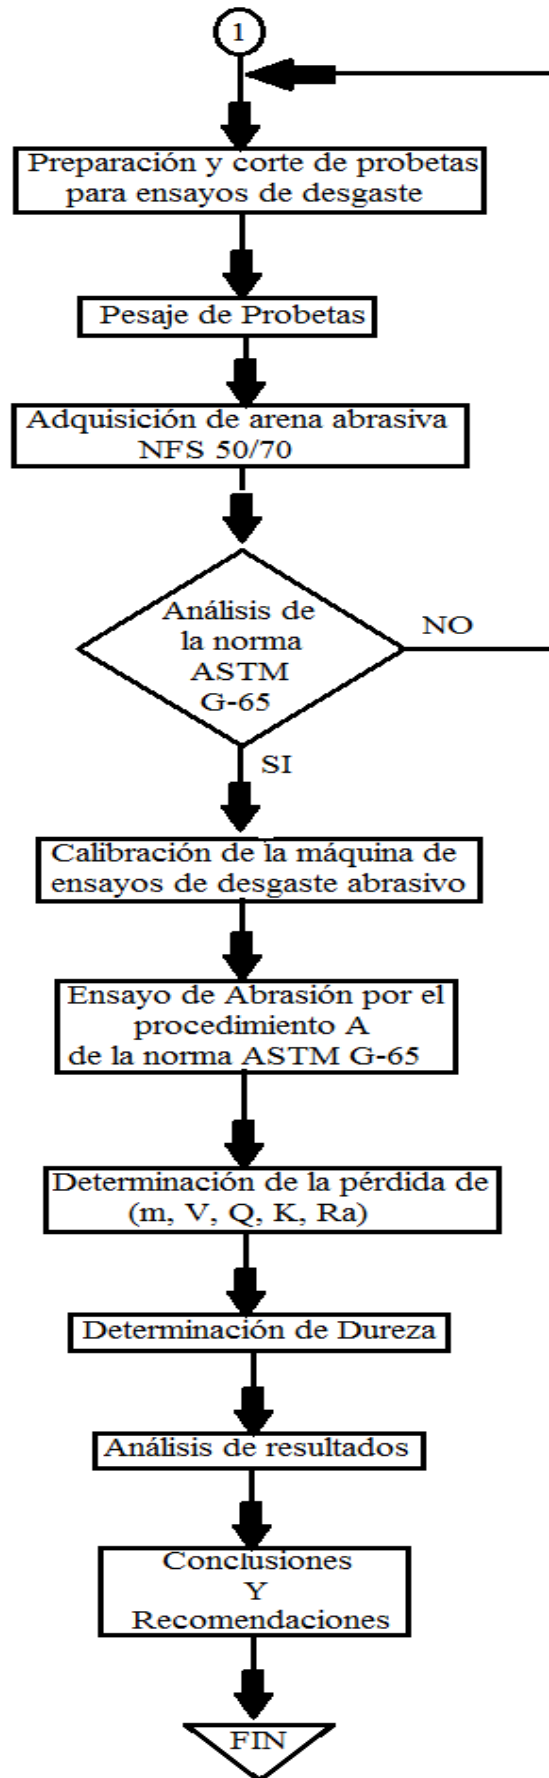 1
Preparación y corte de probetas
para ensayos de desgaste
Pesaje de Probetas
Adquisición de arena abrasiva
NFS 50/70
Análisis de
la norma
ASTM
G-65
NO
SI
Calibración de la máquina de
ensayos de desgaste abrasivo
Ensayo de Abrasión por el
procedimiento A
de la norma ASTM G-65
Determinación de la pérdida de
(m, V, Q, K, Ra)
Determinación de Dureza
Análisis de resultados
Conclusiones
Y
Recomendaciones
FIN